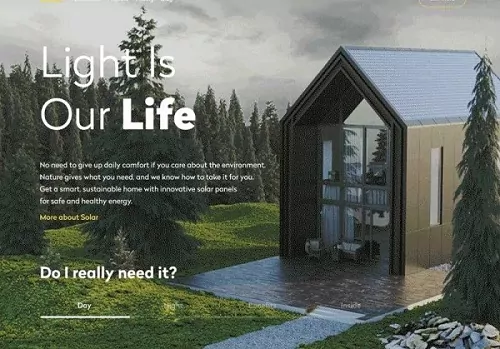 Light Is
Our Life
No need to give up daily comfort if you care about the environment.
Nature gives what you need, and we know how to take it for you.
Get a smart, sustainable home with innovative solar panels
for safe and healthy energy.
More about Solar
Do I really need it?
Day
Night
Inside